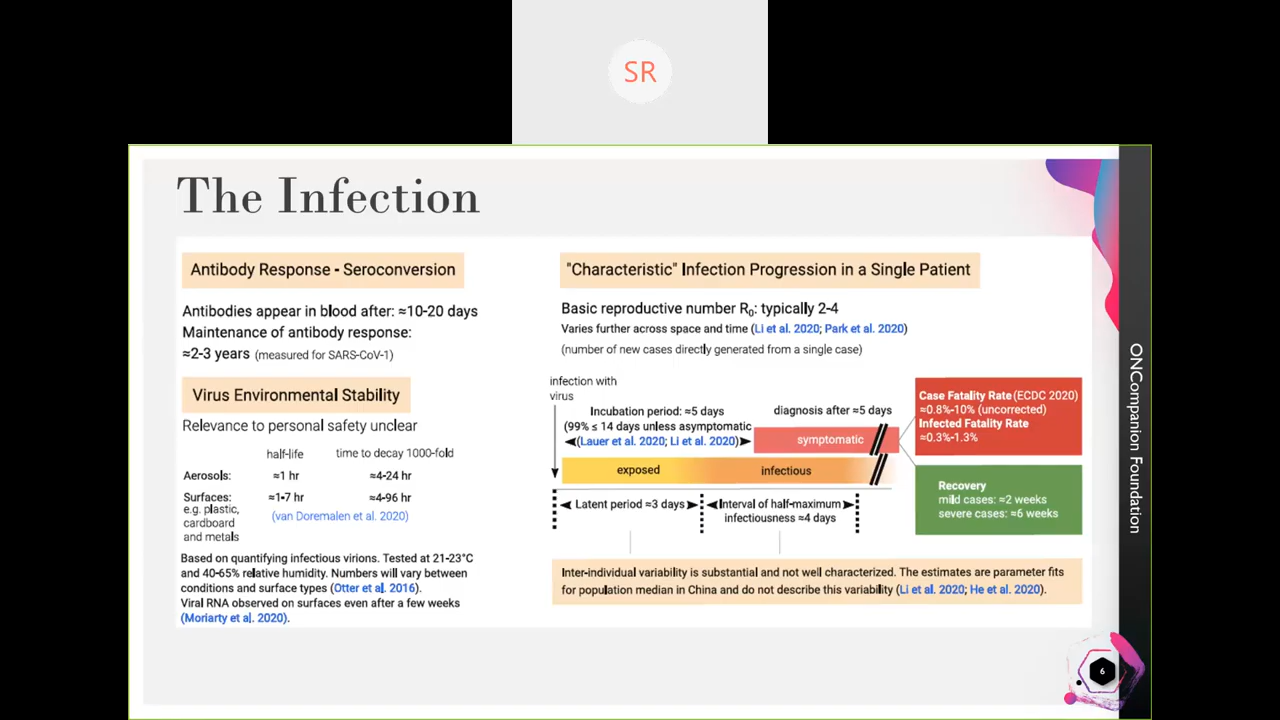 SR
The Infection
Antibody Response - Seroconversion
Antibodies appear in blood after: ≈10-20 days
Maintenance of antibody response:
≈2-3 years (measured for SARS-CoV-1)
Virus Environmental Stability
Relevance to personal safety unclear
half-life time to decay 1000-fold
Aerosols: ≈1 hr ≈4-24 hr
Surfaces: ≈1-7 hr ≈4-96 hr
e.g. plastic,
cardboard
and metals
(van Doremalen et al. 2020)
Based on quantifying infectious virions. Tested at 21-23°C
and 40-65% relative humidity. Numbers will vary between
conditions and surface types (Otter et al. 2016).
Viral RNA observed on surfaces even after a few weeks
(Moriarty et al. 2020).
"Characteristic" Infection Progression in a Single Patient
Basic reproductive number R₀: typically 2-4
Varies further across space and time (Li et al. 2020; Park et al. 2020)
(number of new cases directly generated from a single case)
infection with
virus
Incubation period: ≈5 days
(99% ≤ 14 days unless asymptomatic
(Lauer et al. 2020; Li et al. 2020)
diagnosis after ≈5 days
symptomatic
exposed
infectious
Latent period ≈3 days
Interval of half-maximum
infectiousness ≈4 days
Case Fatality Rate (ECDC 2020)
≈0.8%-10% (uncorrected)
Infected Fatality Rate
≈0.3%-1.3%
Recovery
mild cases: ≈2 weeks
severe cases: ≈6 weeks
Inter-individual variability is substantial and not well characterized. The estimates are parameter fits
for population median in China and do not describe this variability (Li et al. 2020; He et al. 2020).
ONCompanion Foundation
6